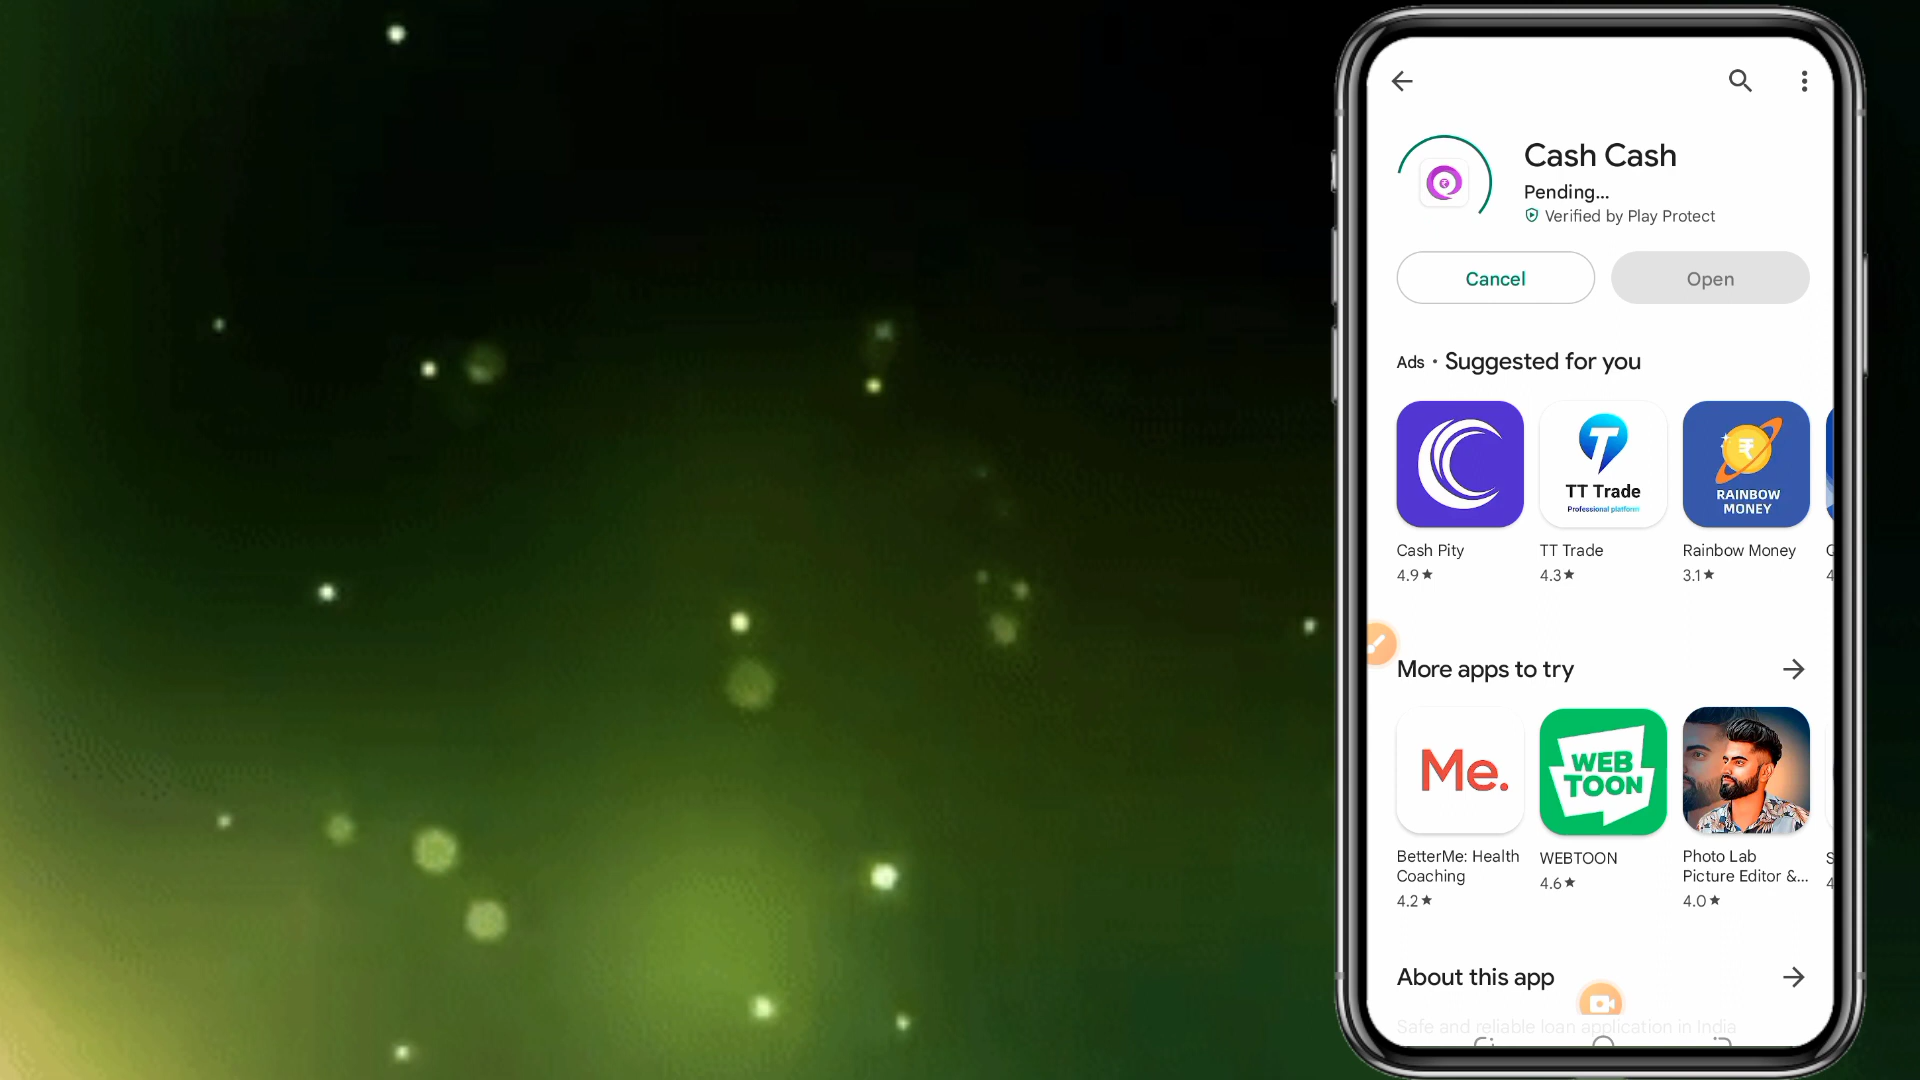 Cash Cash
Pending...
Verified by Play Protect
Cancel
Open
Ads • Suggested for you
TT Trade
Professional platform
RAINBOW
MONEY
Cash Pity
TT Trade
Rainbow Money
4.9★
4.3★
3.1★
More apps to try
Me.
WEB
TOON
BetterMe: Health
Coaching
WEBTOON
Photo Lab
Picture Editor &...
4.2★
4.6★
4.0★
About this app
Safe and reliable loan application in India